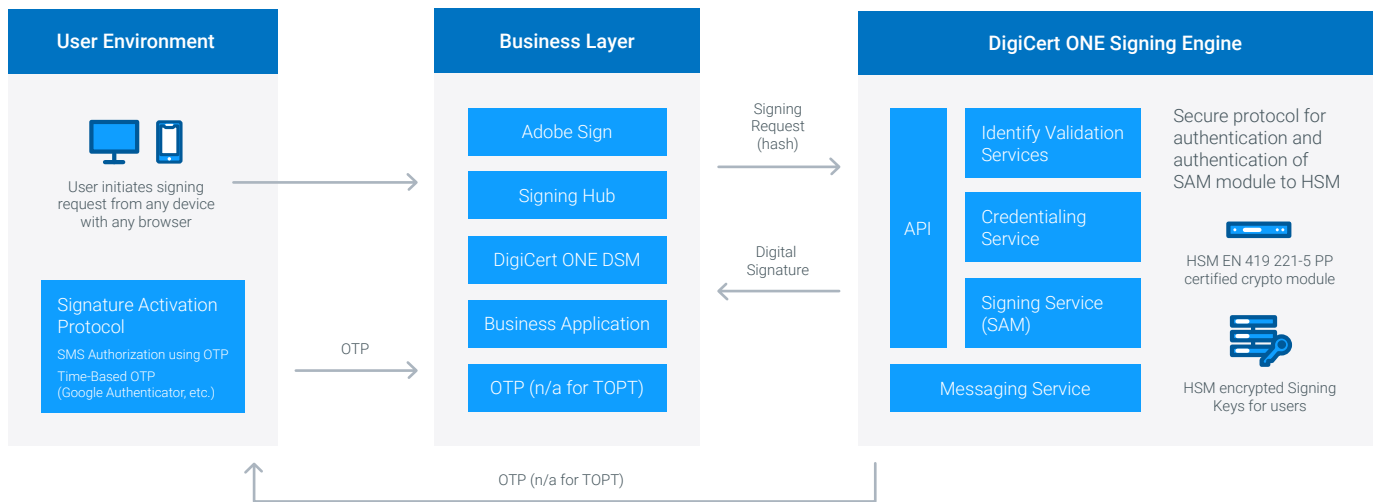 User Environment
User initiates signing
request from any device
with any browser
Signature Activation
Protocol
SMS Authorization using OTP
Time-Based OTP
(Google Authenticator, etc.)
OTP
Business Layer
Adobe Sign
Signing Hub
DigiCert ONE DSM
Business Application
OTP (n/a for TOPT)
Signing
Request
(hash)
Digital
Signature
DigiCert ONE Signing Engine
API
Identify Validation
Services
Credentialing
Service
Signing Service
(SAM)
Messaging Service
Secure protocol for
authentication and
authentication of
SAM module to HSM
HSM EN 419 221-5 PP
certified crypto module
HSM encrypted Signing
Keys for users
OTP (n/a for TOPT)